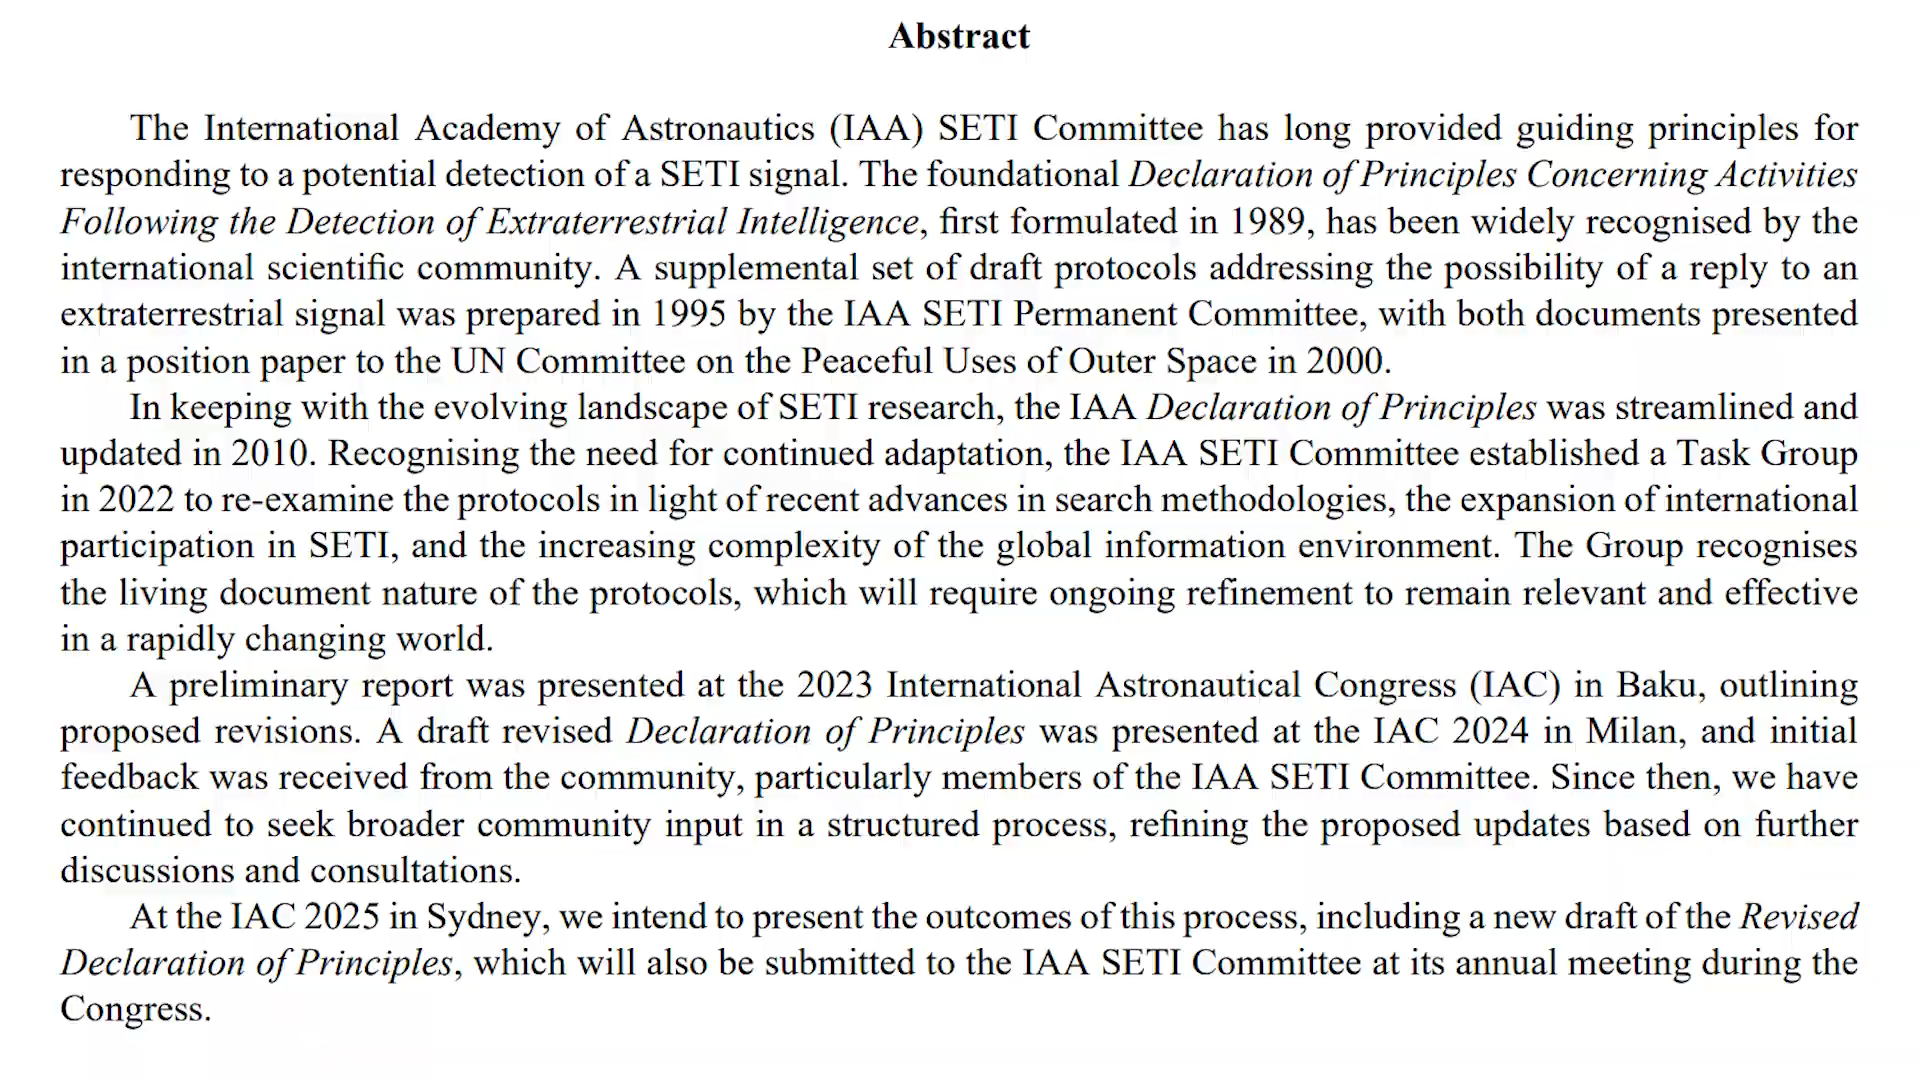 Abstract
The International Academy of Astronautics (IAA) SETI Committee has long provided guiding principles for
responding to a potential detection of a SETI signal. The foundational Declaration of Principles Concerning Activities
Following the Detection of Extraterrestrial Intelligence, first formulated in 1989, has been widely recognised by the
international scientific community. A supplemental set of draft protocols addressing the possibility of a reply to an
extraterrestrial signal was prepared in 1995 by the IAA SETI Permanent Committee, with both documents presented
in a position paper to the UN Committee on the Peaceful Uses of Outer Space in 2000.
In keeping with the evolving landscape of SETI research, the IAA Declaration of Principles was streamlined and
updated in 2010. Recognising the need for continued adaptation, the IAA SETI Committee established a Task Group
in 2022 to re-examine the protocols in light of recent advances in search methodologies, the expansion of international
participation in SETI, and the increasing complexity of the global information environment. The Group recognises
the living document nature of the protocols, which will require ongoing refinement to remain relevant and effective
in a rapidly changing world.
A preliminary report was presented at the 2023 International Astronautical Congress (IAC) in Baku, outlining
proposed revisions. A draft revised Declaration of Principles was presented at the IAC 2024 in Milan, and initial
feedback was received from the community, particularly members of the IAA SETI Committee. Since then, we have
continued to seek broader community input in a structured process, refining the proposed updates based on further
discussions and consultations.
At the IAC 2025 in Sydney, we intend to present the outcomes of this process, including a new draft of the Revised
Declaration of Principles, which will also be submitted to the IAA SETI Committee at its annual meeting during the
Congress.